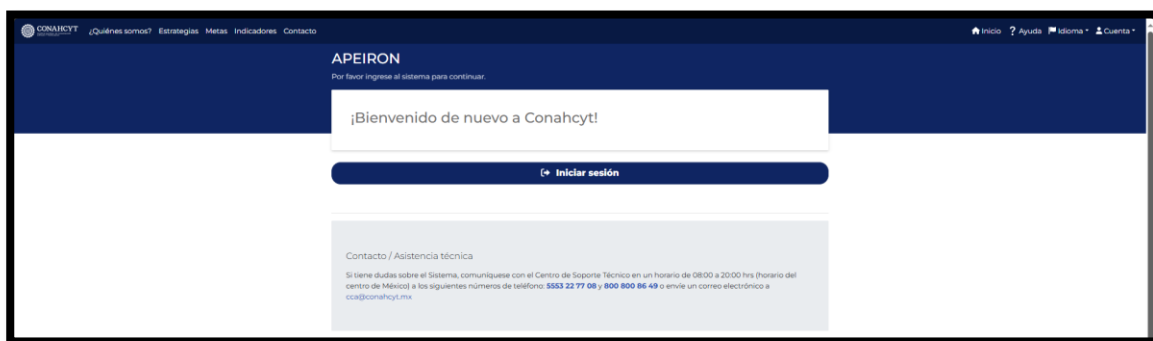 CONAHCYT ¿Quiénes somos? Estrategias Metas Indicadores Contacto Inicio ? Ayuda Idioma Cuenta
APEIRON
Por favor ingrese al sistema para continuar.
¡Bienvenido de nuevo a Conahcyt!
Iniciar sesión
Contacto / Asistencia técnica
Si tiene dudas sobre el Sistema, comuníquese con el Centro de Soporte Técnico en un horario de 08:00 a 20:00 hrs (horario del
centro de México) a los siguientes números de teléfono: 5553 22 77 08 y 800 800 86 49 o envíe un correo electrónico a
cca@conahcyt.mx